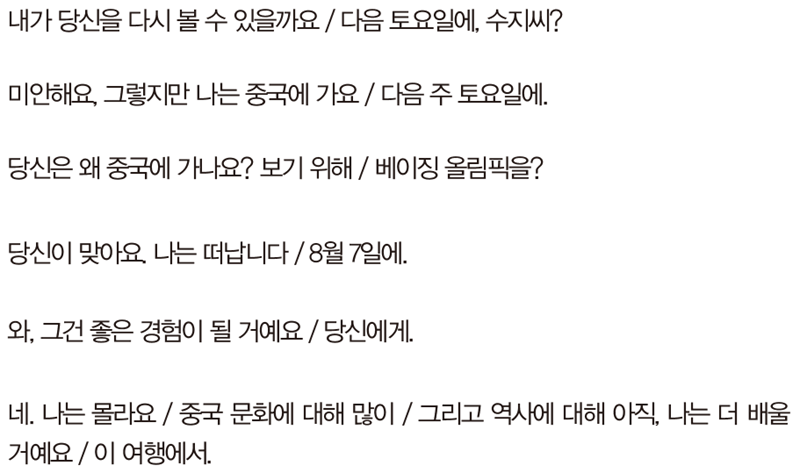 내가 당신을 다시 볼 수 있을까요 / 다음 토요일에, 수지씨?
미안해요, 그렇지만 나는 중국에 가요 / 다음 주 토요일에.
당신은 왜 중국에 가나요? 보기 위해 / 베이징 올림픽을?
당신이 맞아요. 나는 떠납니다 / 8월 7일에.
와, 그건 좋은 경험이 될 거예요 / 당신에게.
네. 나는 몰라요 / 중국 문화에 대해 많이 / 그리고 역사에 대해 아직, 나는 더 배울
거예요 / 이 여행에서.